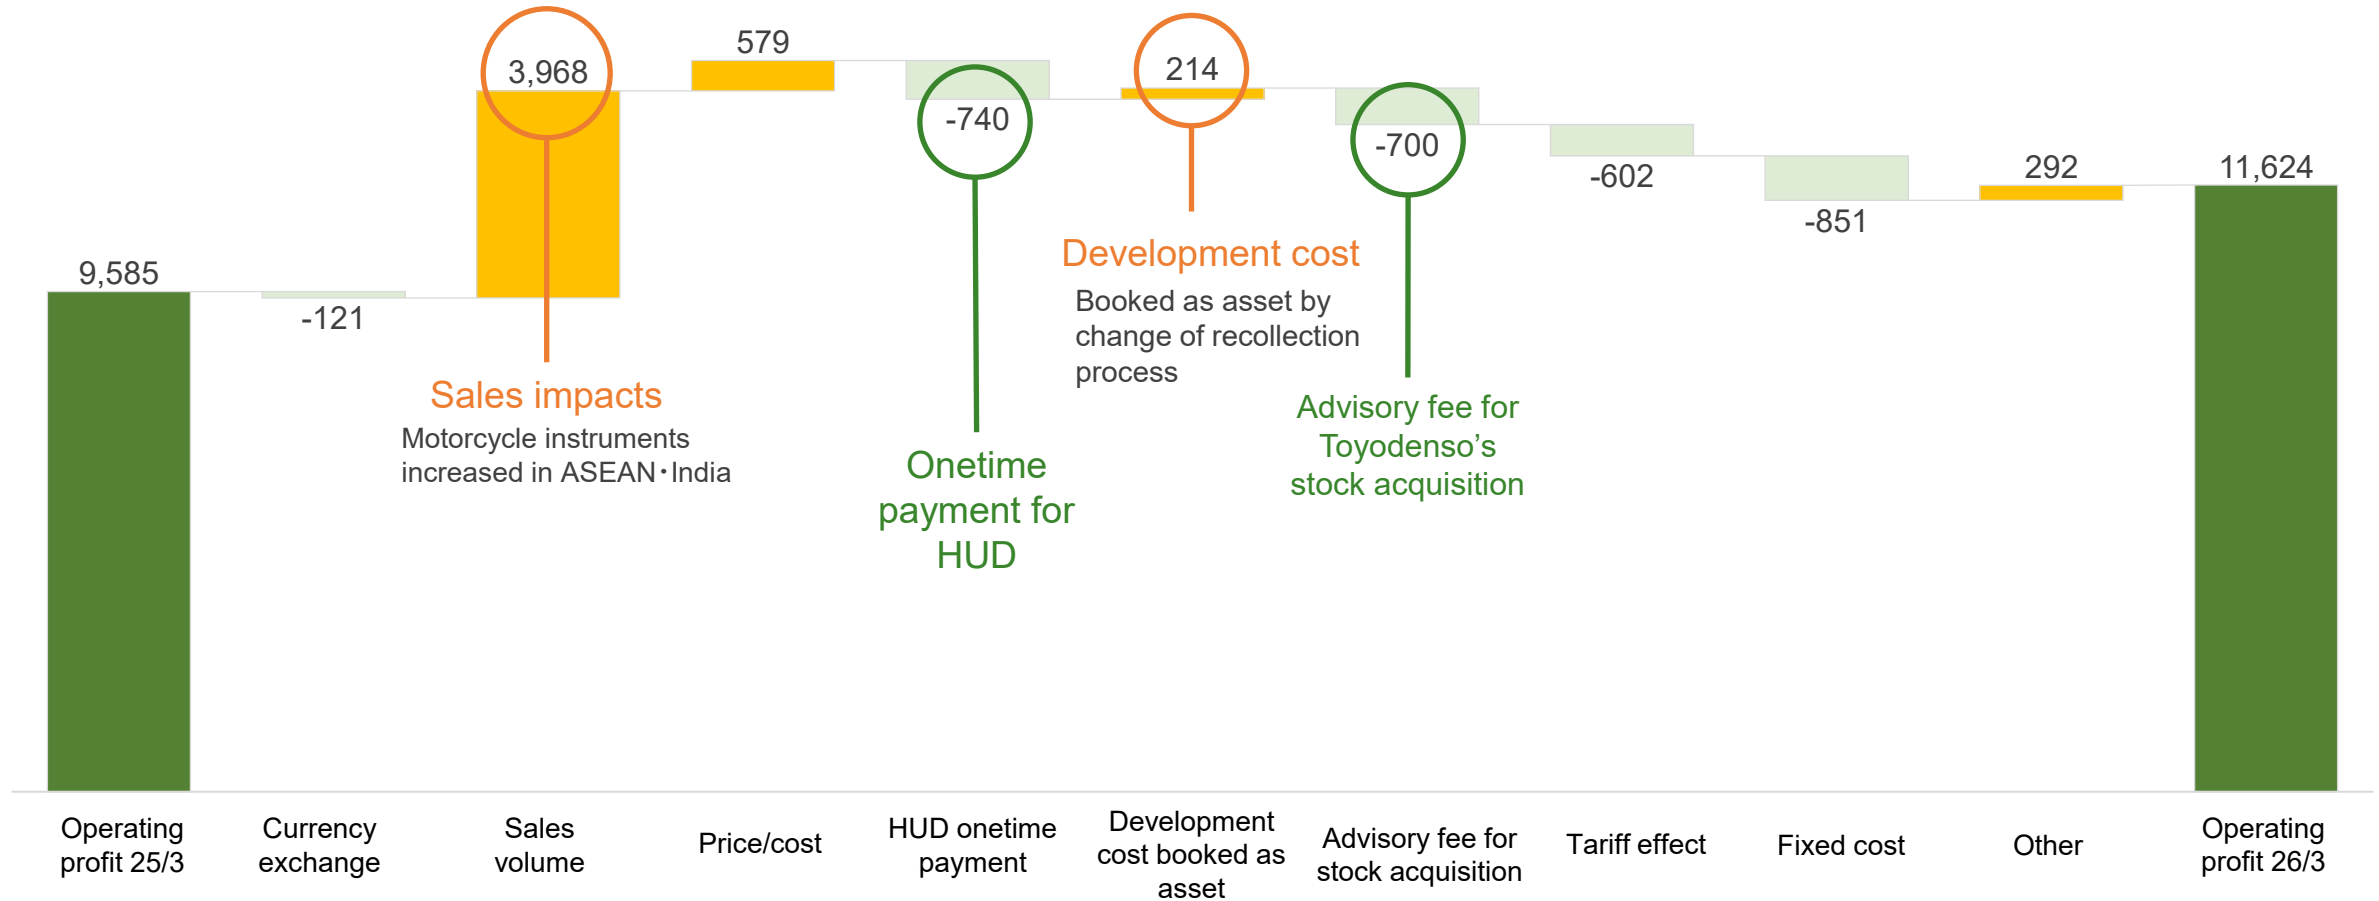 9,585
-121
3,968
579
-740
214
-700
-602
-851
292
11,624
Sales impacts
Motorcycle instruments
increased in ASEAN・India
Onetime
payment for
HUD
Development cost
Booked as asset by
change of recollection
process
Advisory fee for
Toyodenso’s
stock acquisition
Operating
profit 25/3
Currency
exchange
Sales
volume
Price/cost
HUD onetime
payment
Development
cost booked as
asset
Advisory fee for
stock acquisition
Tariff effect
Fixed cost
Other
Operating
profit 26/3